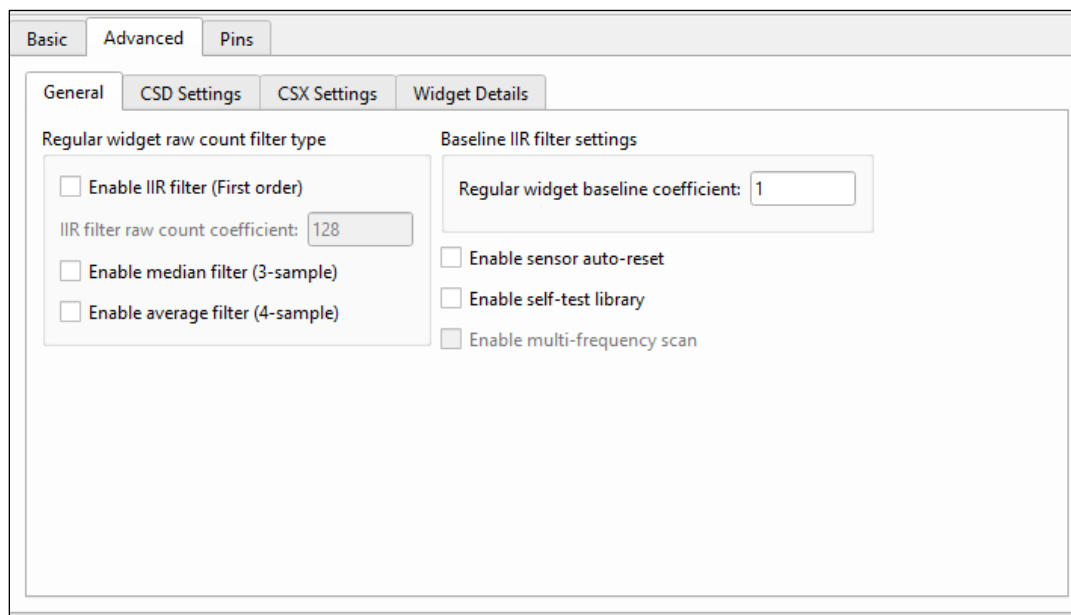 Basic Advanced Pins
General CSD Settings CSX Settings Widget Details
Regular widget raw count filter type
Enable IIR filter (First order)
IIR filter raw count coefficient: 128
Enable median filter (3-sample)
Enable average filter (4-sample)
Baseline IIR filter settings
Regular widget baseline coefficient: 1
Enable sensor auto-reset
Enable self-test library
Enable multi-frequency scan